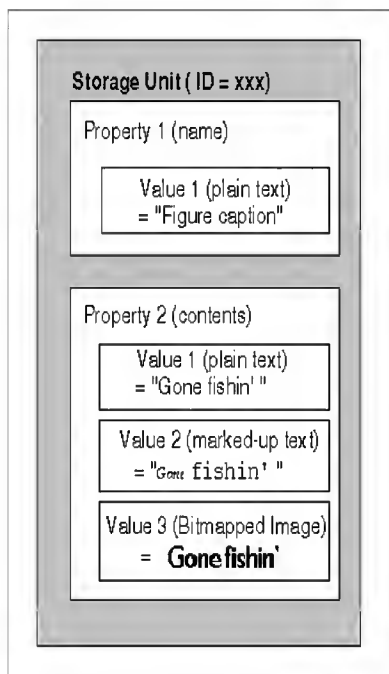 Storage Unit ( ID = xxx)
Property 1 (name)
Value 1 (plain text)
= "Figure caption"
Property 2 (contents)
Value 1 (plain text)
= "Gone fishin' "
Value 2 (marked-up text)
= "Gone fishin' "
Value 3 (Bitmapped Image)
= Gone fishin'